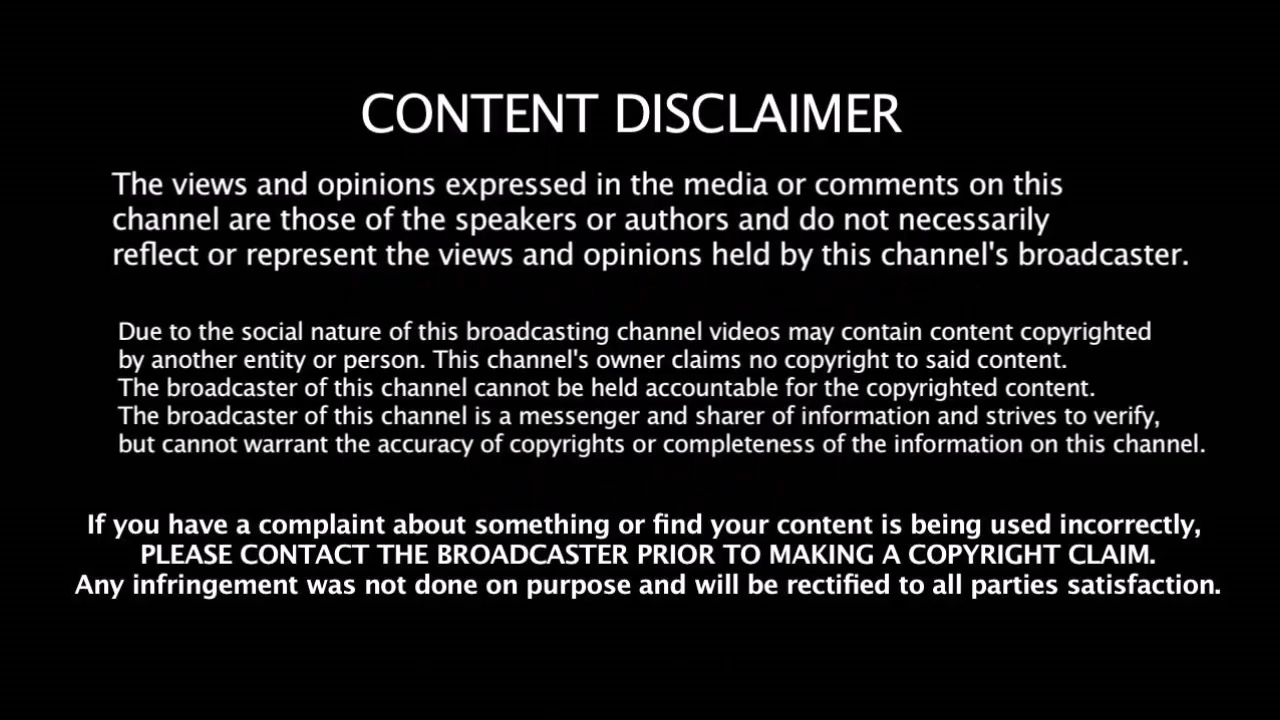 CONTENT DISCLAIMER
The views and opinions expressed in the media or comments on this
channel are those of the speakers or authors and do not necessarily
reflect or represent the views and opinions held by this channel's broadcaster.
Due to the social nature of this broadcasting channel videos may contain content copyrighted
by another entity or person. This channel's owner claims no copyright to said content.
The broadcaster of this channel cannot be held accountable for the copyrighted content.
The broadcaster of this channel is a messenger and sharer of information and strives to verify,
but cannot warrant the accuracy of copyrights or completeness of the information on this channel.
If you have a complaint about something or find your content is being used incorrectly,
PLEASE CONTACT THE BROADCASTER PRIOR TO MAKING A COPYRIGHT CLAIM.
Any infringement was not done on purpose and will be rectified to all parties satisfaction.